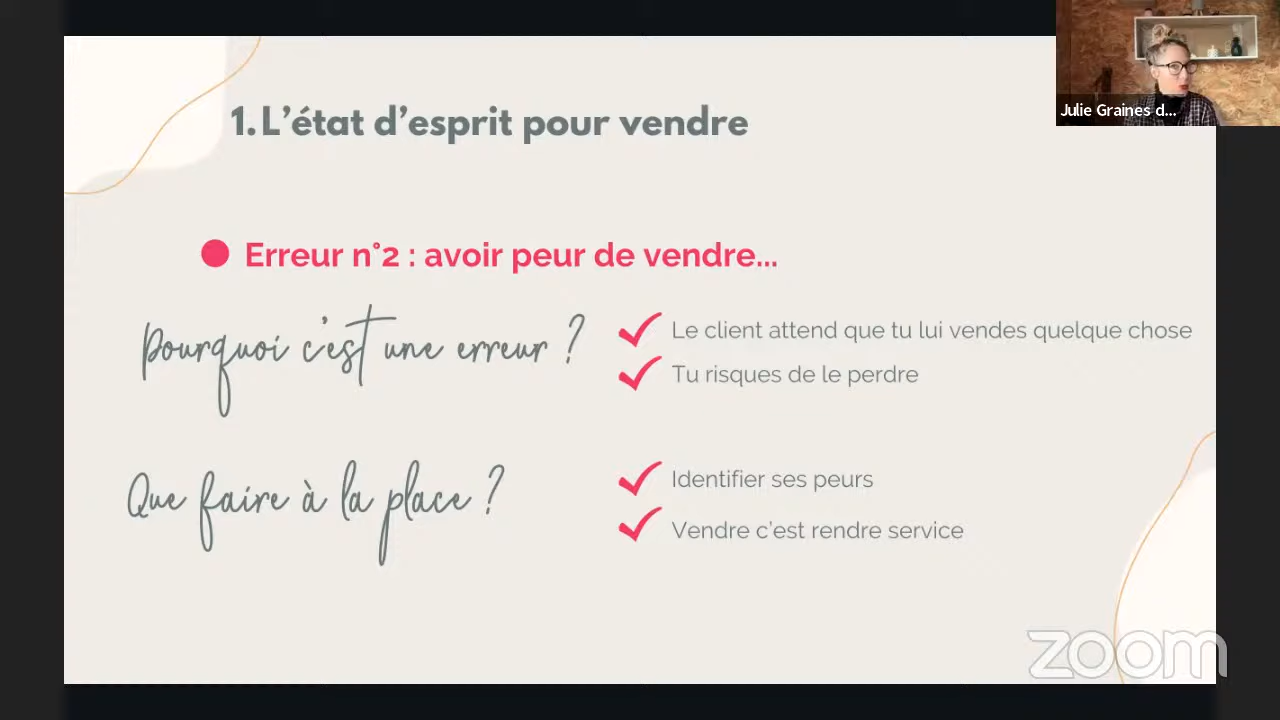 1. L'état d'esprit pour vendre
Julie Graines d...
Erreur n°2 : avoir peur de vendre...
Pourquoi c'est une erreur ?
Le client attend que tu lui vendes quelque chose
Tu risques de le perdre
Que faire à la place ?
Identifier ses peurs
Vendre c'est rendre service
zoom